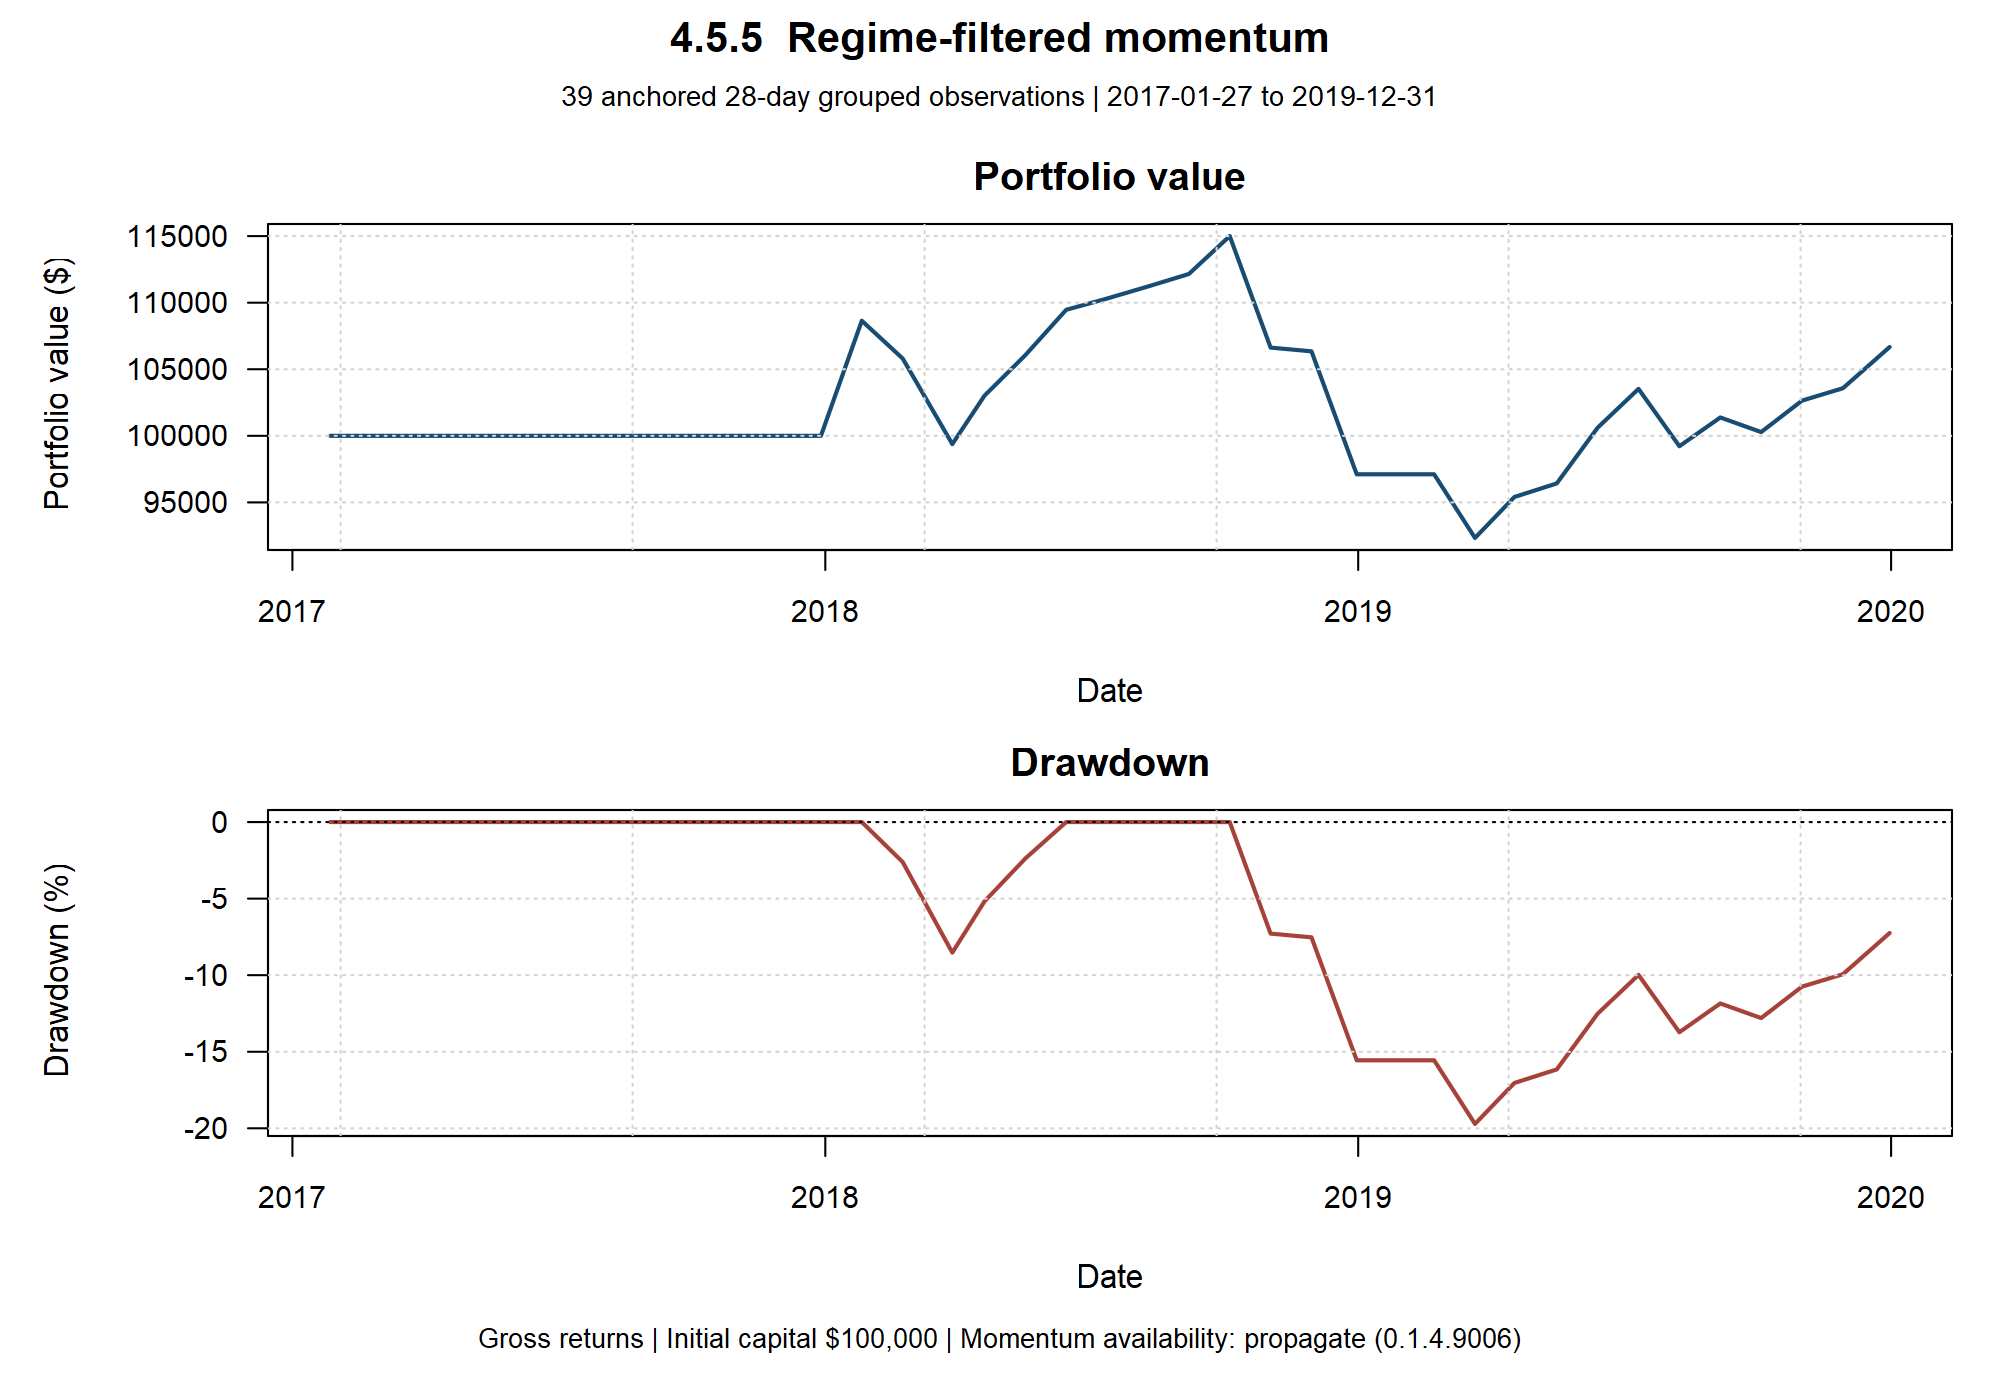 4.5.5  Regime-filtered momentum
39 anchored 28-day grouped observations | 2017-01-27 to 2019-12-31
Portfolio value
Portfolio value ($)
115000
110000
105000
100000
95000
2017 2018 2019 2020
Date
Drawdown
Drawdown (%)
0
-5
-10
-15
-20
2017 2018 2019 2020
Date
Gross returns | Initial capital $100,000 | Momentum availability: propagate (0.1.4.9006)